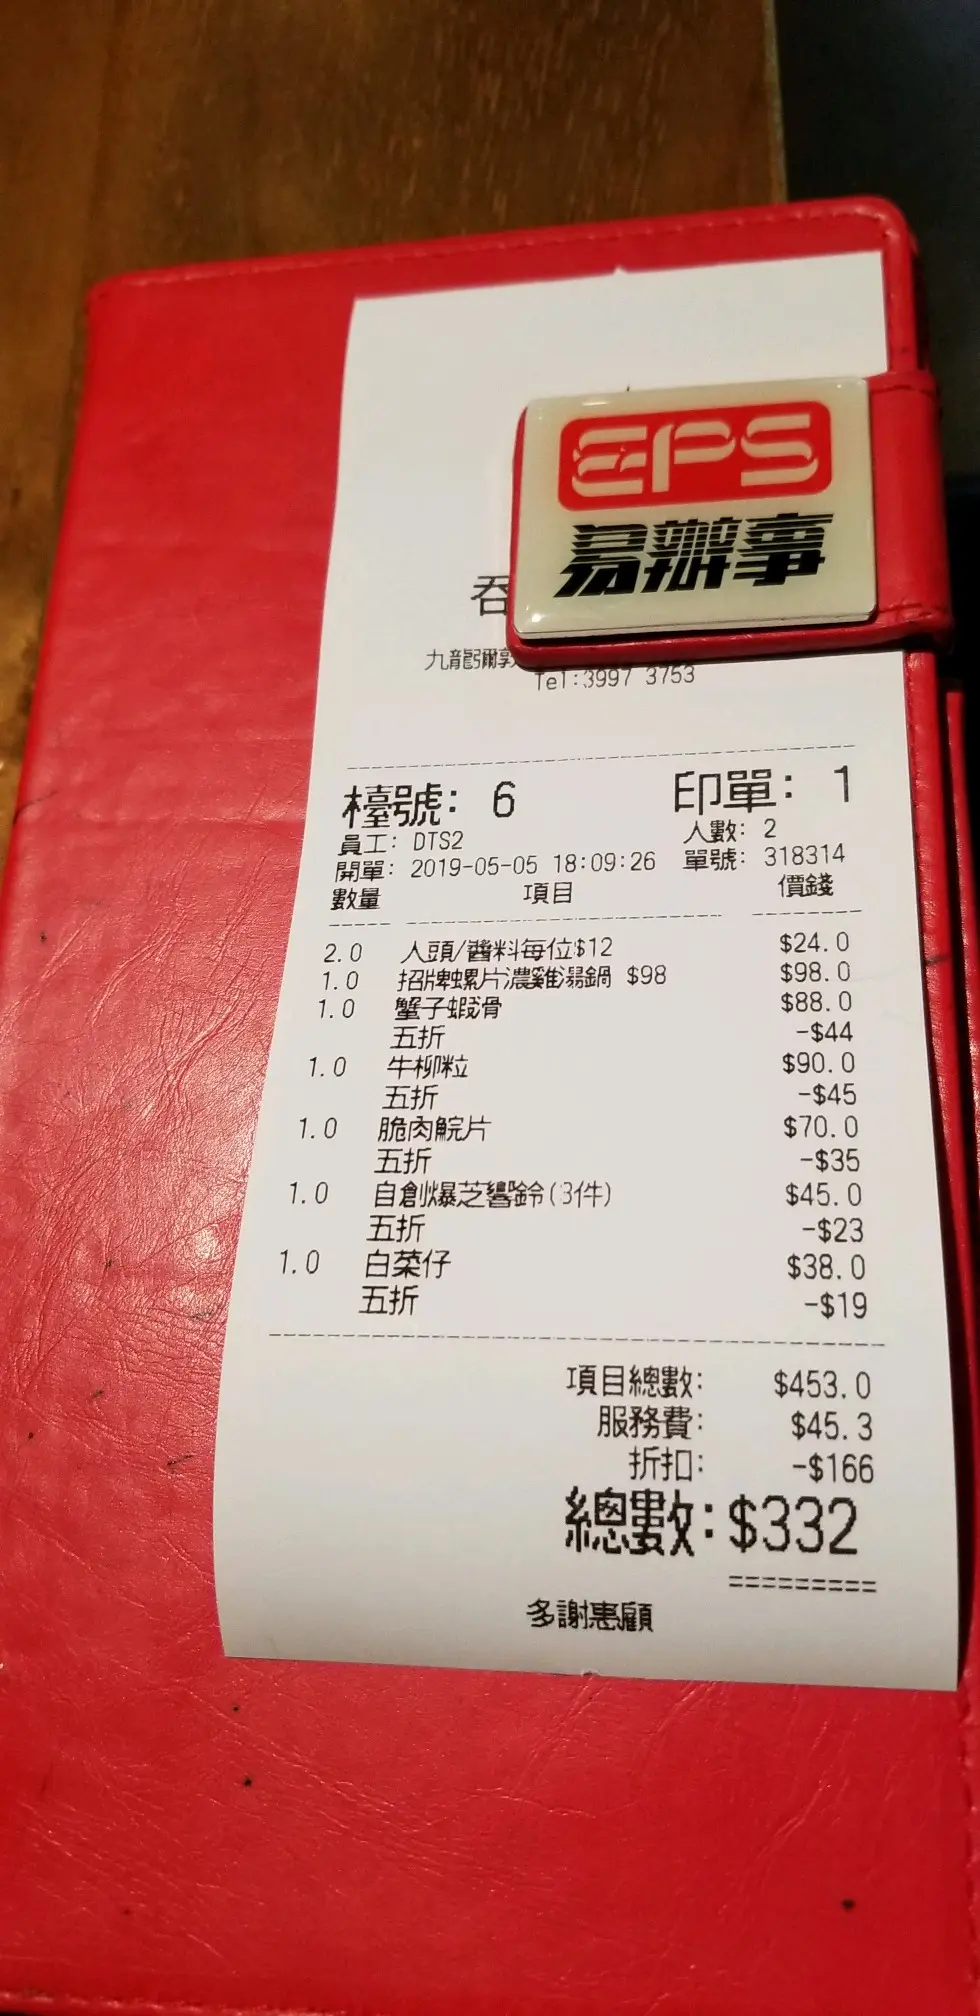 EPS
易辦事
吞
九龍彌敦
Tel:3997 3753
檯號: 6 印單: 1
員工: DTS2 人數: 2
開單: 2019-05-05 18:09:26 單號: 318314
數量 項目 價錢
2.0 人頭/醬料每位$12 $24.0
1.0 招牌螺片濃雞湯鍋 $98 $98.0
1.0 蟹子蝦滑 $88.0
五折 -$44
1.0 牛柳粒 $90.0
五折 -$45
1.0 脆肉鯇片 $70.0
五折 -$35
1.0 自創爆芝響鈴(3件) $45.0
五折 -$23
1.0 白菜仔 $38.0
五折 -$19
項目總數: $453.0
服務費: $45.3
折扣: -$166
總數: $332
=========
多謝惠顧